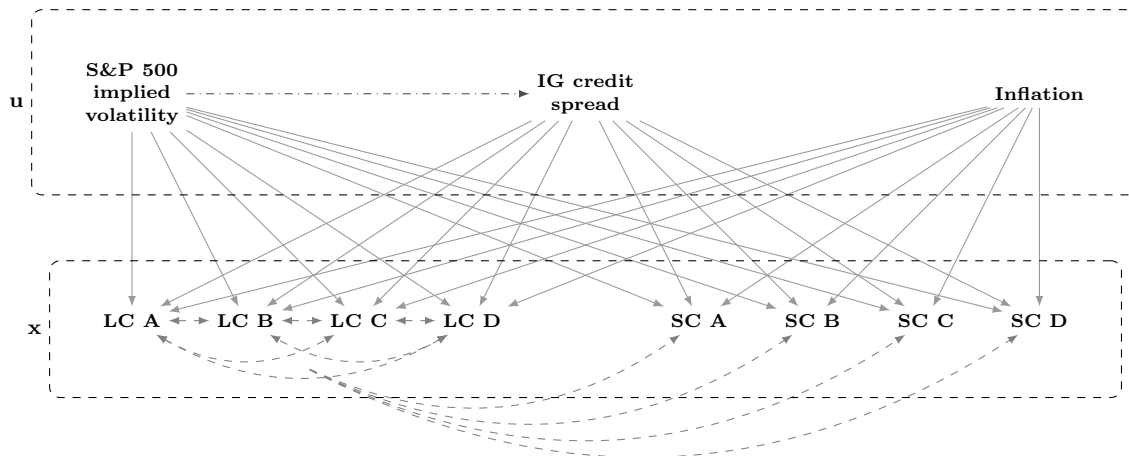 S&P 500
implied
volatility
IG credit
spread
Inflation
u
x
LC A
LC B
LC C
LC D
SC A
SC B
SC C
SC D